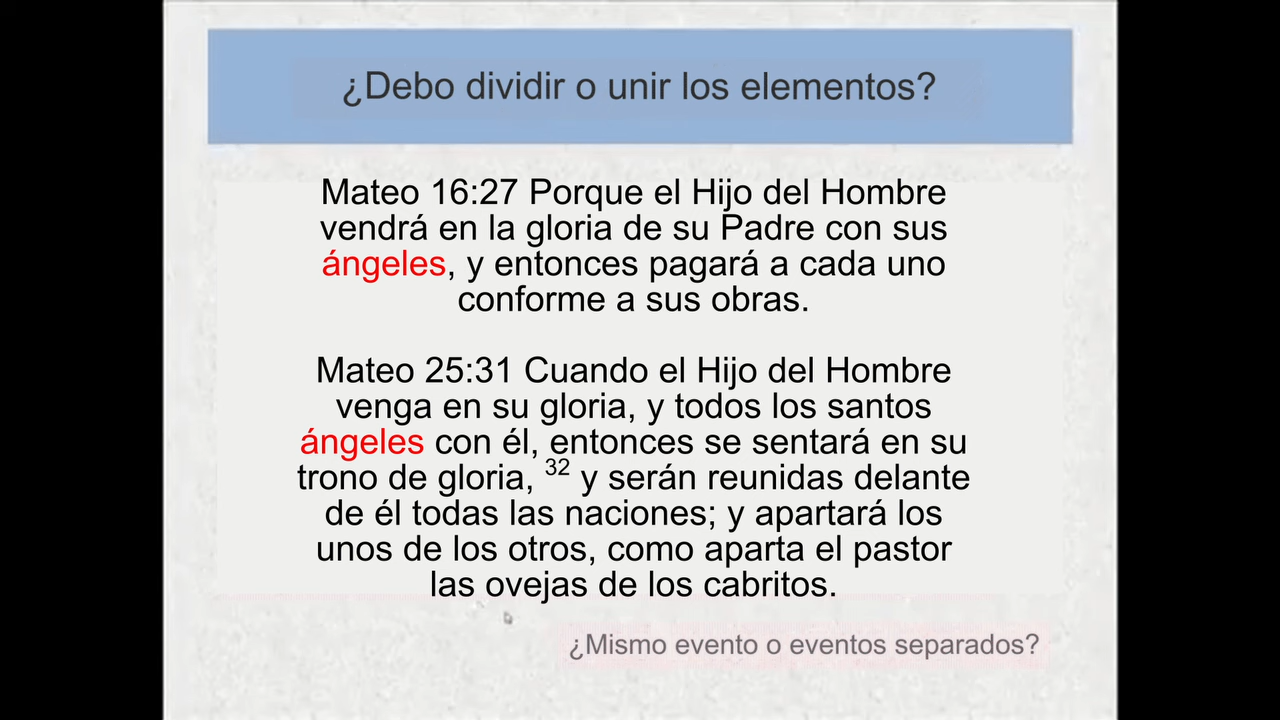 ¿Debo dividir o unir los elementos?
Mateo 16:27 Porque el Hijo del Hombre
vendrá en la gloria de su Padre con sus
ángeles, y entonces pagará a cada uno
conforme a sus obras.
Mateo 25:31 Cuando el Hijo del Hombre
venga en su gloria, y todos los santos
ángeles con él, entonces se sentará en su
trono de gloria, 32 y serán reunidas delante
de él todas las naciones; y apartará los
unos de los otros, como aparta el pastor
las ovejas de los cabritos.
¿Mismo evento o eventos separados?